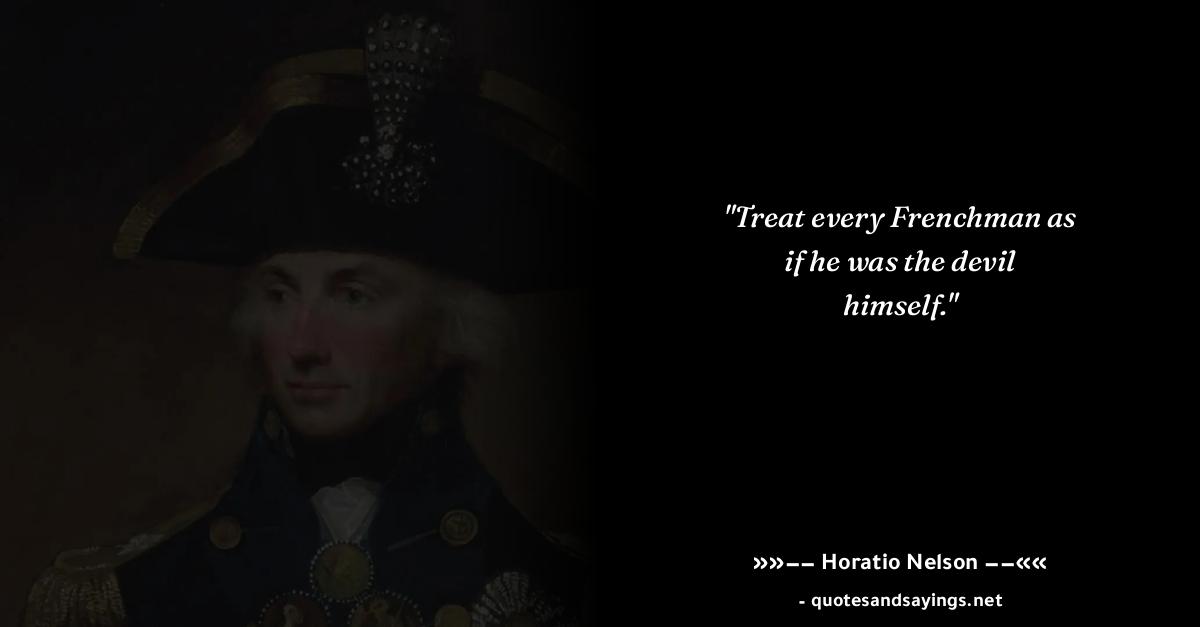 "Treat every Frenchman as
if he was the devil
himself."
»»–– Horatio Nelson ––««
- quotesandsayings.net